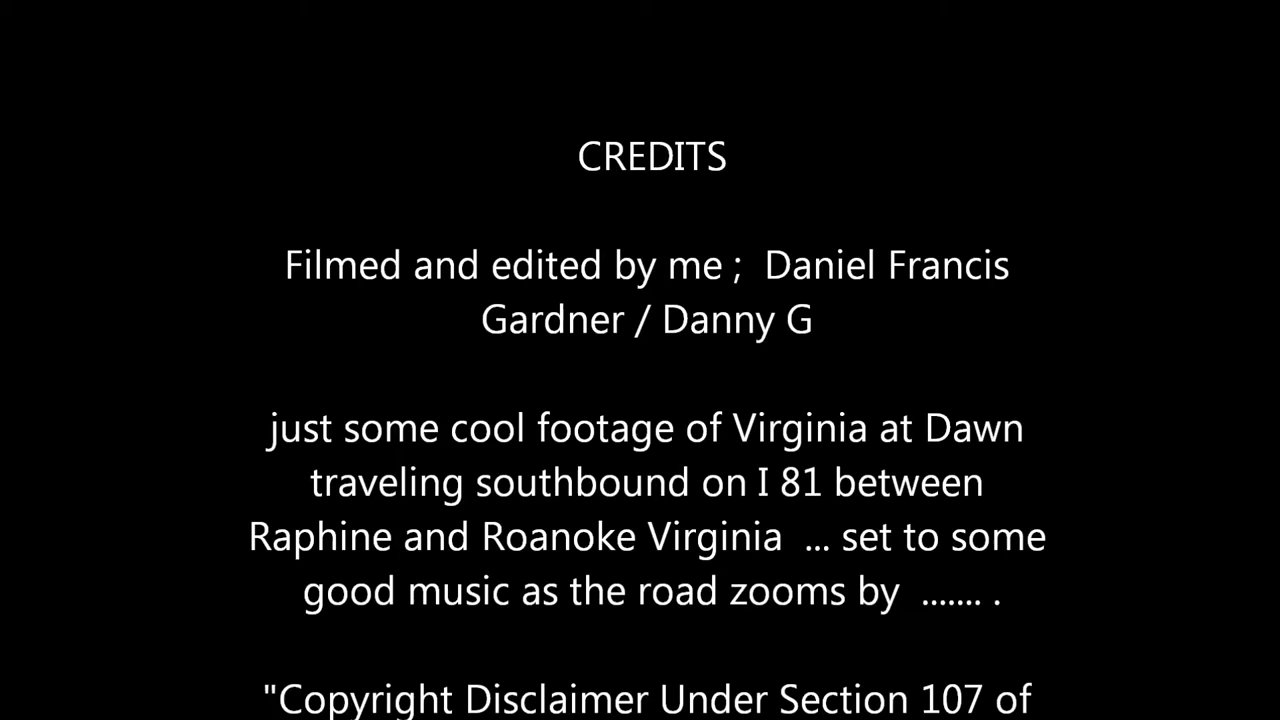 CREDITS
Filmed and edited by me ;  Daniel Francis
Gardner / Danny G
just some cool footage of Virginia at Dawn
traveling southbound on I 81 between
Raphine and Roanoke Virginia  ... set to some
good music as the road zooms by  ....... .
"Copyright Disclaimer Under Section 107 of